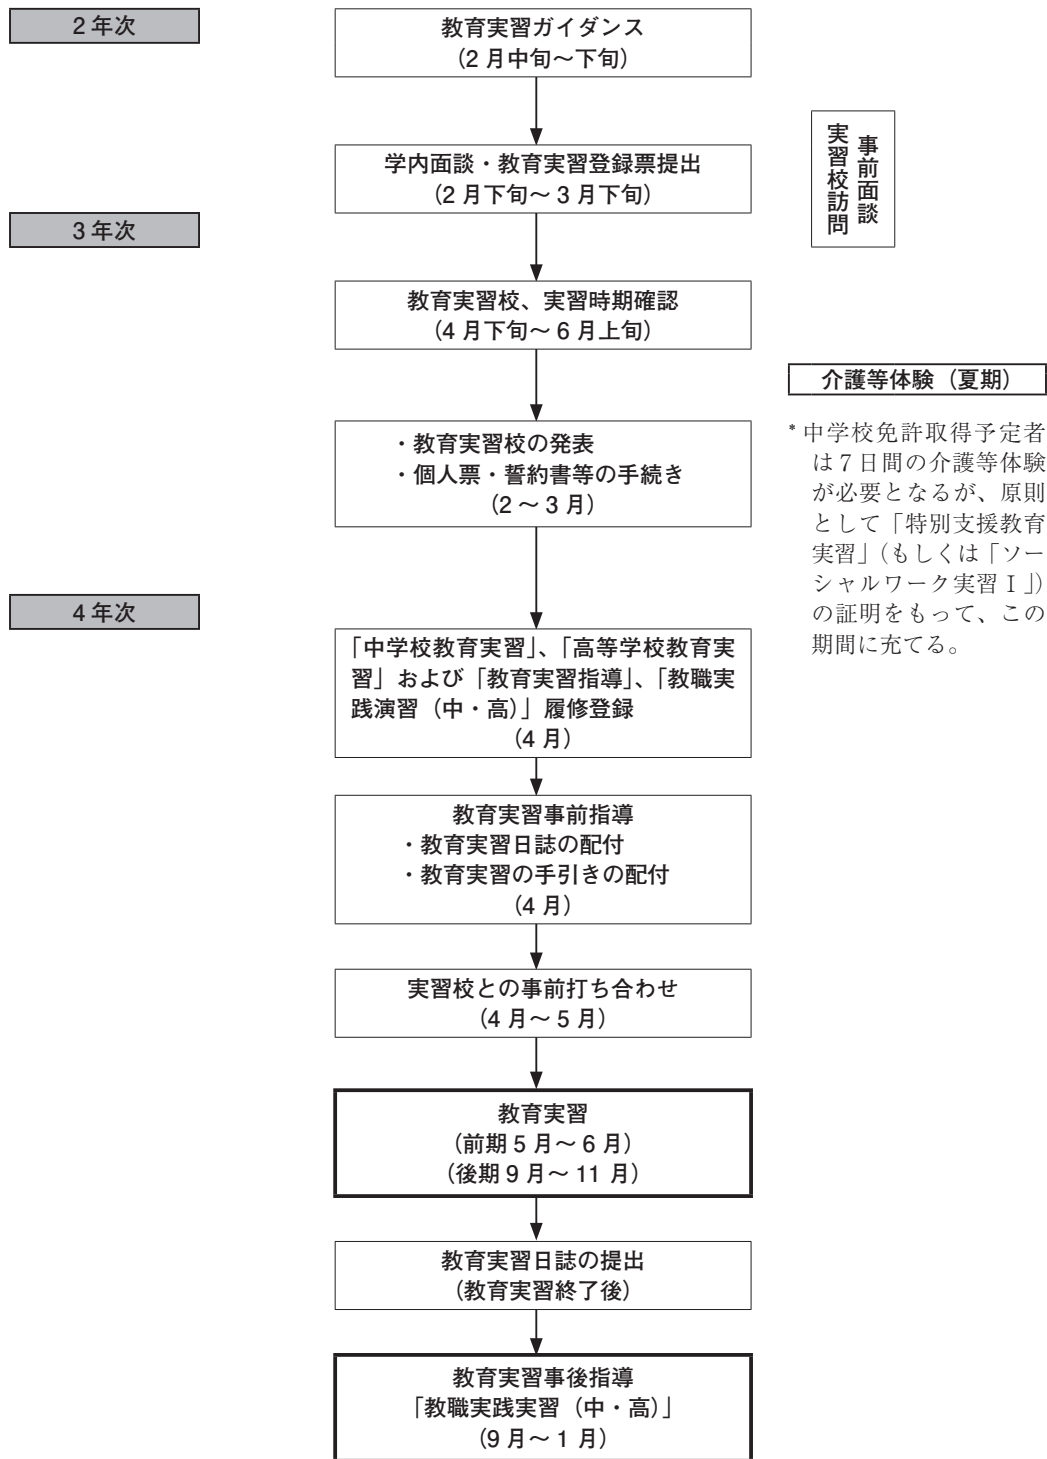 2年次
教育実習ガイダンス
(2月中旬～下旬)
事前面談
実習校訪問
学内面談・教育実習登録票提出
(2月下旬～3月下旬)
3年次
教育実習校、実習時期確認
(4月下旬～6月上旬)
介護等体験（夏期）
*中学校免許取得予定者
は7日間の介護等体験
が必要となるが、原則
として「特別支援教育
実習」（もしくは「ソー
シャルワーク実習Ⅰ」）
の証明をもって、この
期間に充てる。
・教育実習校の発表
・個人票・誓約書等の手続き
(2～3月)
4年次
「中学校教育実習」、「高等学校教育実
習」および「教育実習指導」、「教職実
践演習（中・高）」履修登録
(4月)
教育実習事前指導
・教育実習日誌の配付
・教育実習の手引きの配付
(4月)
実習校との事前打ち合わせ
(4月～5月)
教育実習
(前期5月～6月)
(後期9月～11月)
教育実習日誌の提出
(教育実習終了後)
教育実習事後指導
「教職実践実習（中・高）」
(9月～1月)